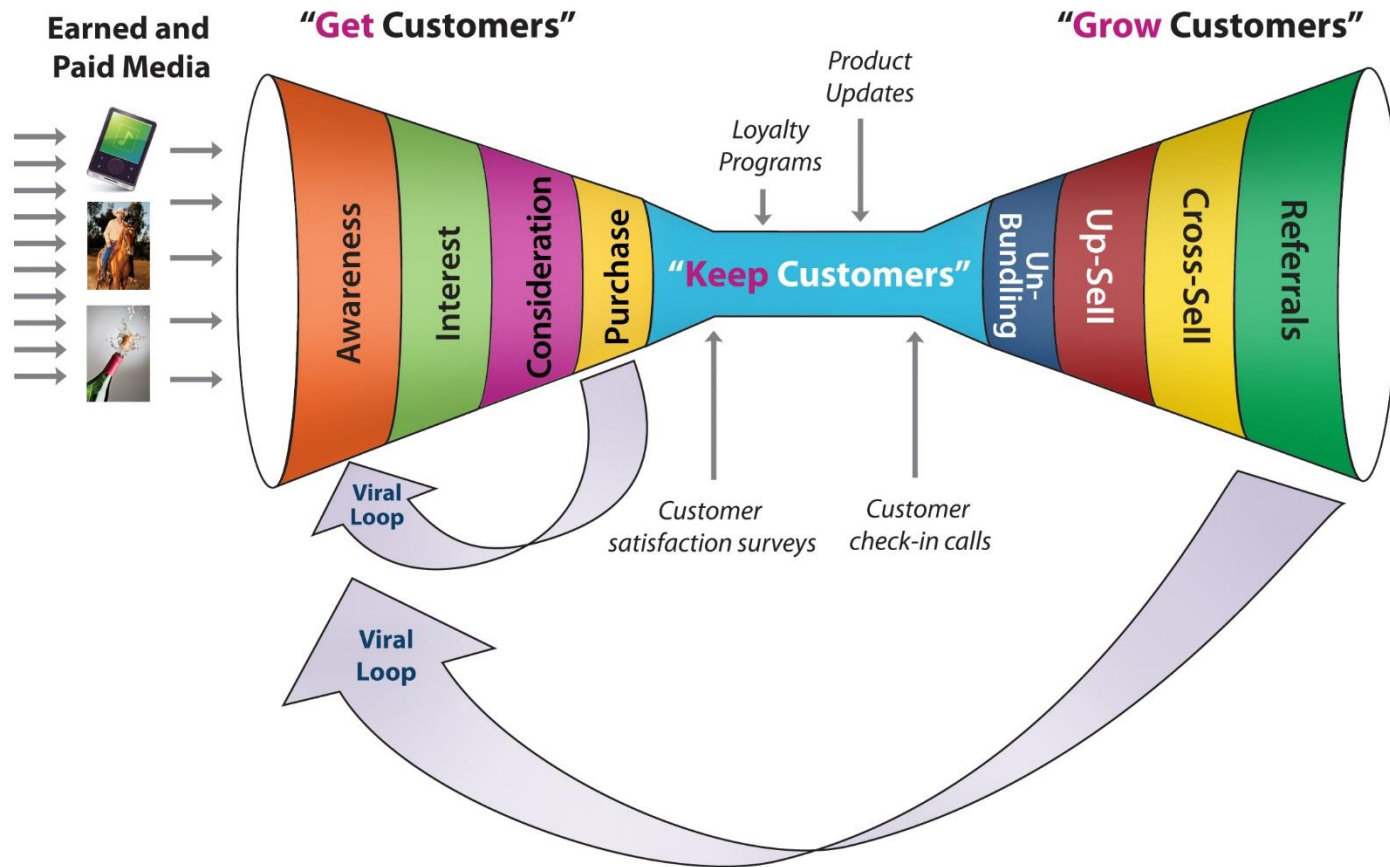 Earned and
Paid Media
“Get Customers”
“Grow Customers”
Product
Updates
Loyalty
Programs
Awareness
Interest
Consideration
Purchase
“Keep Customers”
Un-
Bundling
Up-Sell
Cross-Sell
Referrals
Viral
Loop
Customer
satisfaction surveys
Customer
check-in calls
Viral
Loop